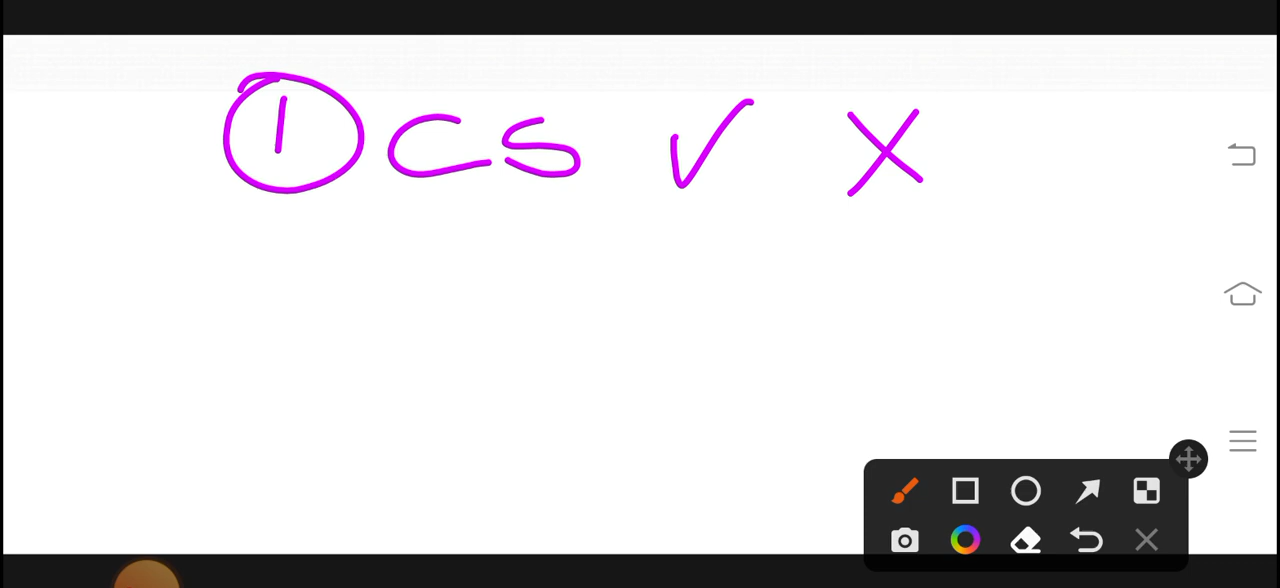 ① CS ✓ X